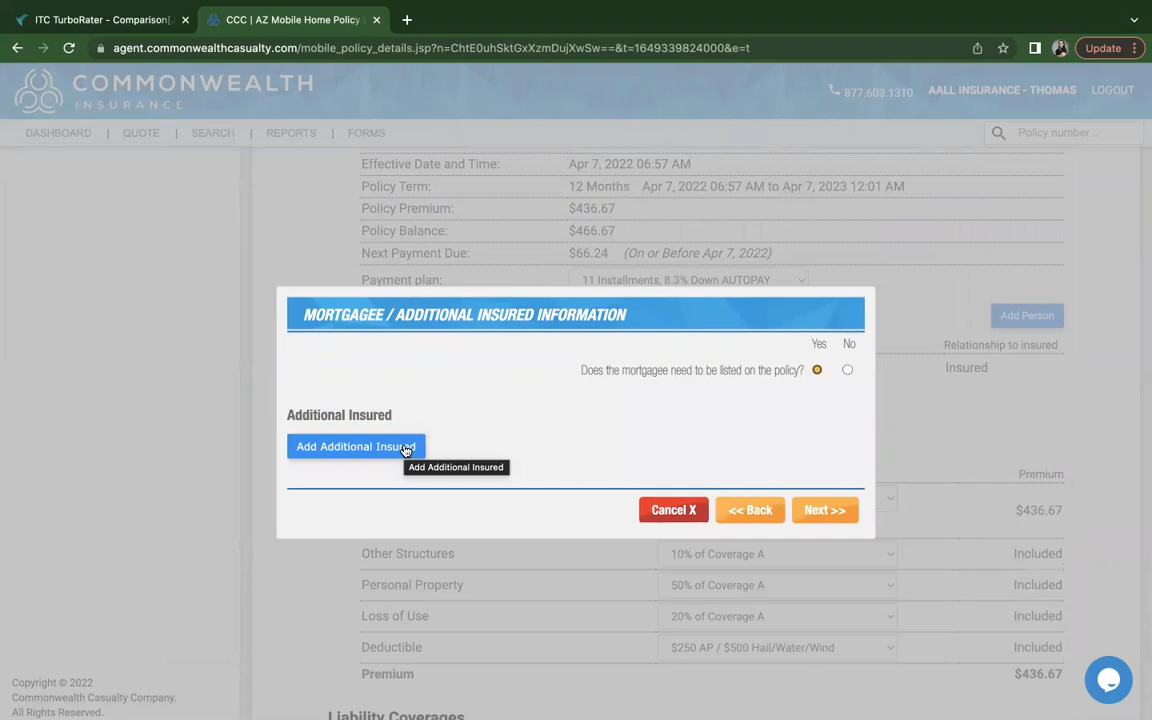 ITC TurboRater - Comparison[.
CCC | AZ Mobile Home Policy
agent.commonwealthcasualty.com/mobile_policy_details.jsp?n=ChtE0uhSktGxXzmDujXwSw==&t=1649339824000&e=t
Update
COMMONWEALTH
INSURANCE
877.603.1310 AALL INSURANCE - THOMAS LOGOUT
DASHBOARD | QUOTE | SEARCH | REPORTS | FORMS
Policy number...
Effective Date and Time: Apr 7, 2022 06:57 AM
Policy Term: 12 Months Apr 7, 2022 06:57 AM to Apr 7, 2023 12:01 AM
Policy Premium: $436.67
Policy Balance: $466.67
Next Payment Due: $66.24 (On or Before Apr 7, 2022)
Payment plan: 11 Installments, 8.3% Down AUTOPAY
Add Person
Relationship to insured
Insured
MORTGAGEE / ADDITIONAL INSURED INFORMATION
Yes No
Does the mortgagee need to be listed on the policy?
Additional Insured
Add Additional Insured
Add Additional Insured
Cancel X << Back Next >>
Premium
$436.67
Other Structures 10% of Coverage A Included
Personal Property 50% of Coverage A Included
Loss of Use 20% of Coverage A Included
Deductible $250 AP / $500 Hail/Water/Wind Included
Premium $436.67
Liability Coverages
Copyright © 2022
Commonwealth Casualty Company.
All Rights Reserved.